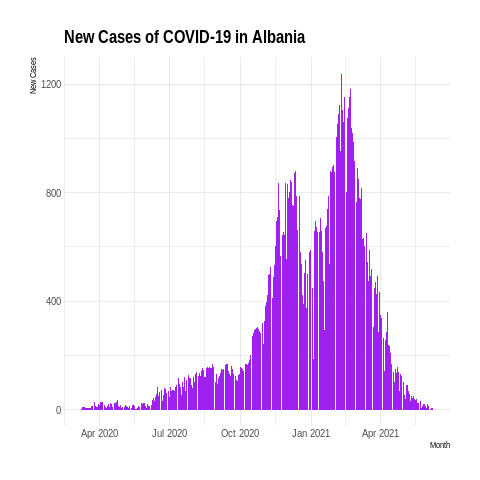 New Cases of COVID-19 in Albania
New Cases
1200
800
400
0
Apr 2020 Jul 2020 Oct 2020 Jan 2021 Apr 2021
Month